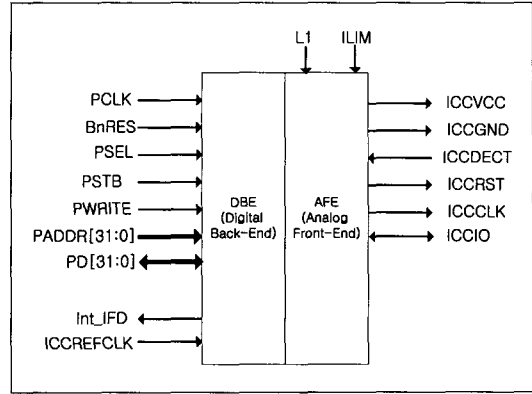 L1 ILIM
PCLK
BnRES
PSEL
PSTB
PWRITE
PADDR[31:0]
PD[31:0]
Int_IFD
ICCREFCLK
DBE
(Digital
Back-End)
AFE
(Analog
Front-End)
ICCVCC
ICCGND
ICCDECT
ICCRST
ICCCLK
ICCIO